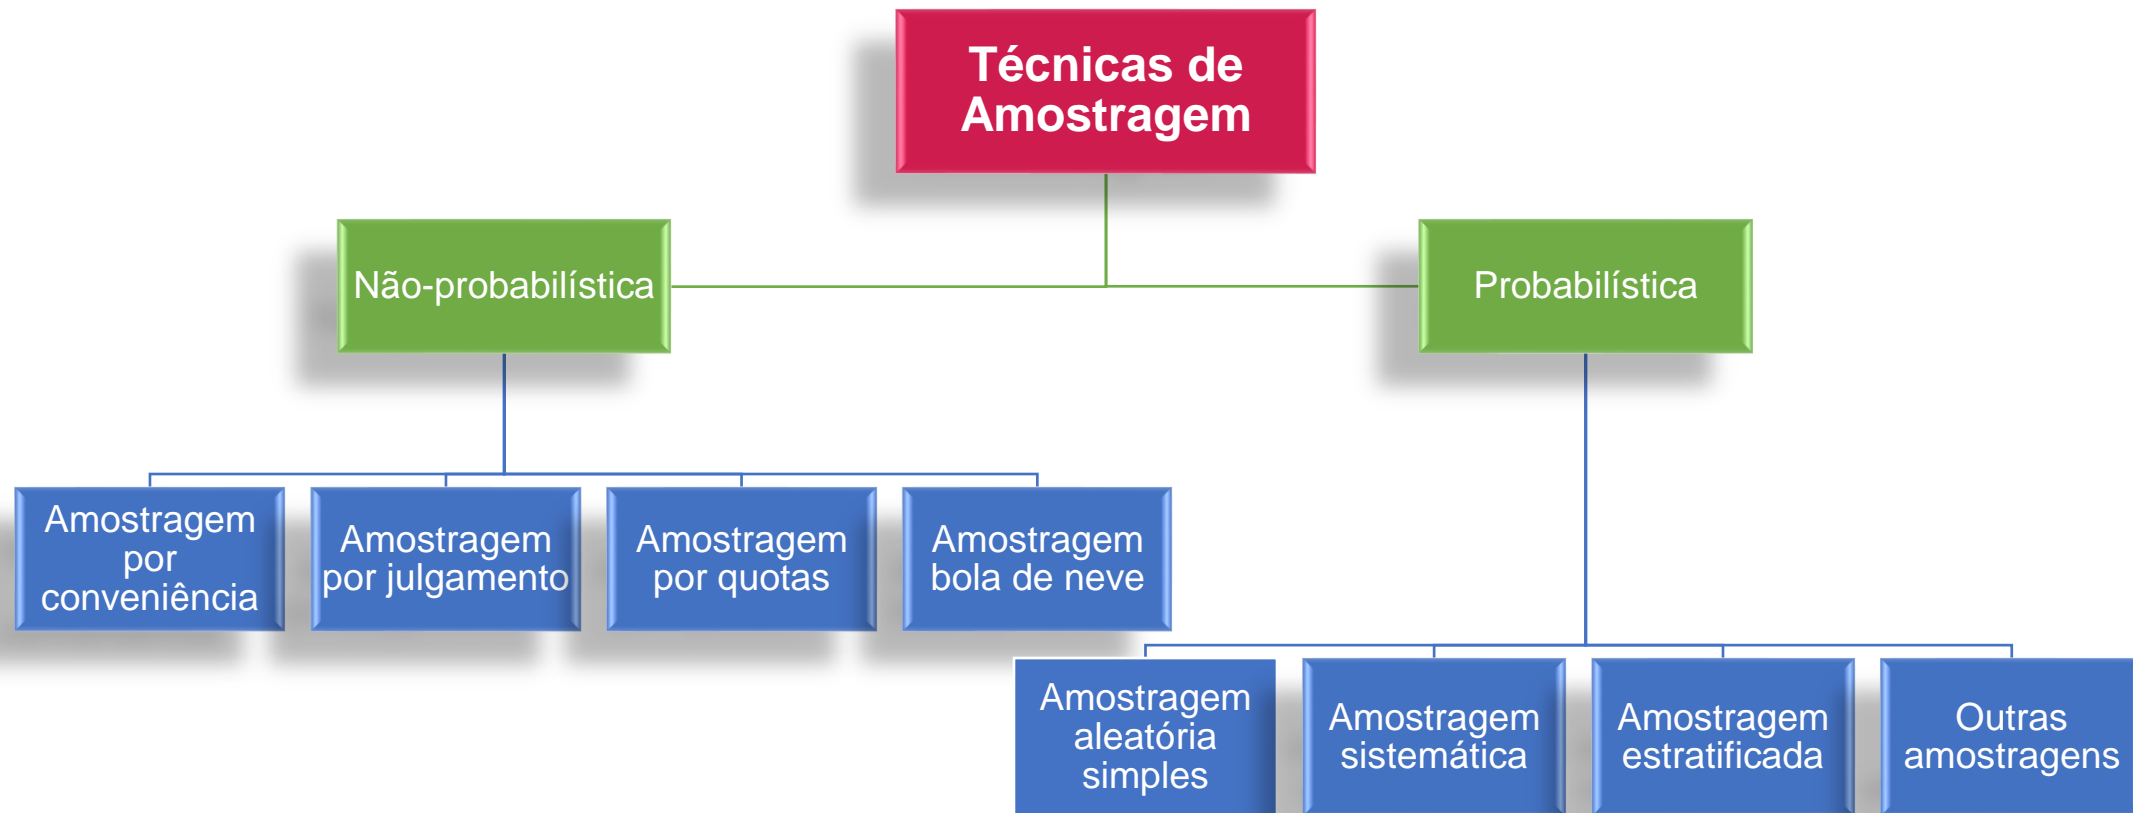 Técnicas de
Amostragem
Não-probabilística
Probabilística
Amostragem
por
conveniência
Amostragem
por julgamento
Amostragem
por quotas
Amostragem
bola de neve
Amostragem
aleatória
simples
Amostragem
sistemática
Amostragem
estratificada
Outras
amostragens